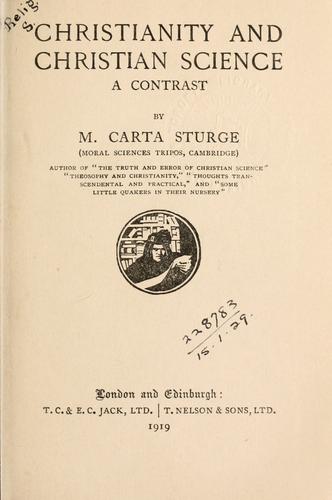 Relig
S.
CHRISTIANITY AND
CHRISTIAN SCIENCE
A CONTRAST
BY
M. CARTA STURGE
(MORAL SCIENCES TRIPOS, CAMBRIDGE)
AUTHOR OF "THE TRUTH AND ERROR OF CHRISTIAN SCIENCE"
"THEOSOPHY AND CHRISTIANITY," "THOUGHTS TRAN-
SCENDENTAL AND PRACTICAL," AND "SOME
LITTLE QUAKERS IN THEIR NURSERY"
228783
15.1.29.
London and Edinburgh:
T. C. & E. C. JACK, LTD. | T. NELSON & SONS, LTD.
1919